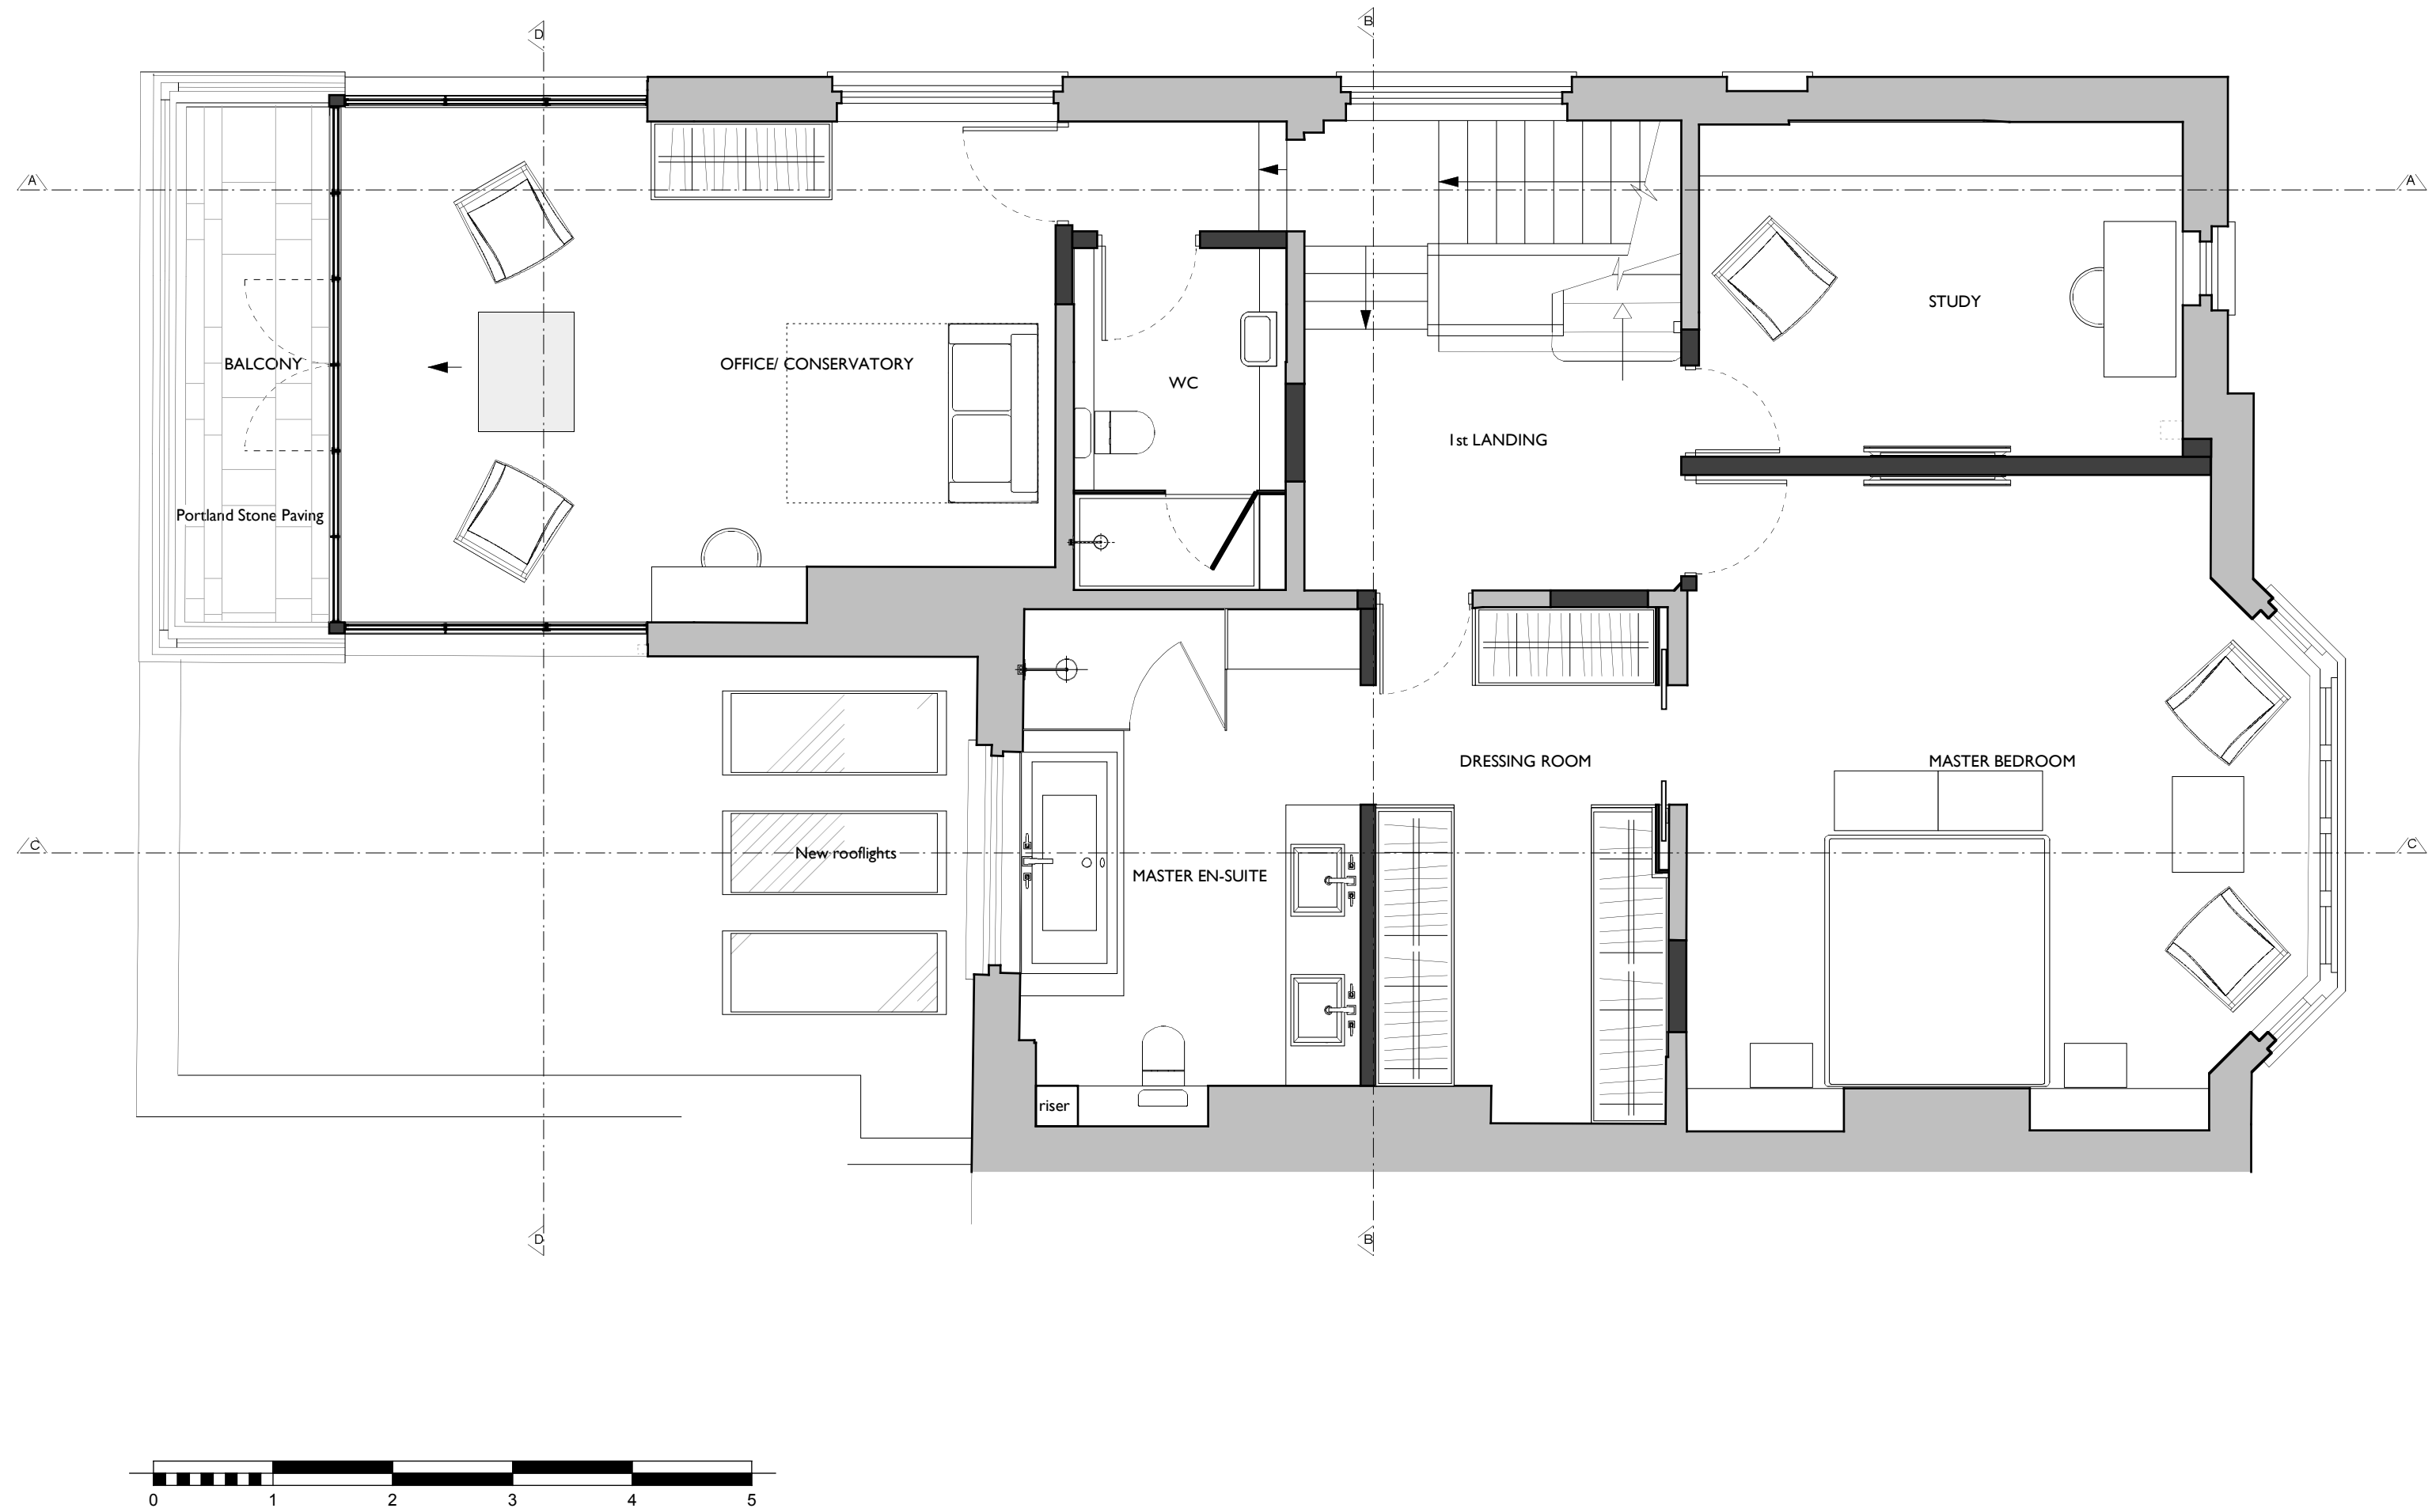 D
B
A
A
STUDY
BALCONY
OFFICE/ CONSERVATORY
WC
1st LANDING
Portland Stone Paving
DRESSING ROOM
MASTER BEDROOM
C
New rooflights
C
MASTER EN-SUITE
riser
D
B
0 1 2 3 4 5